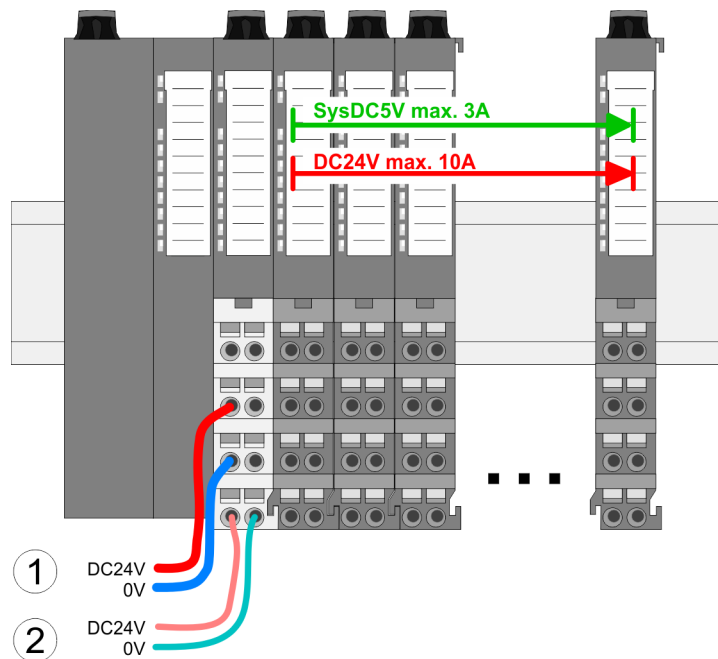 SysDC5V max. 3A
DC24V max. 10A
1 DC24V
0V
2 DC24V
0V